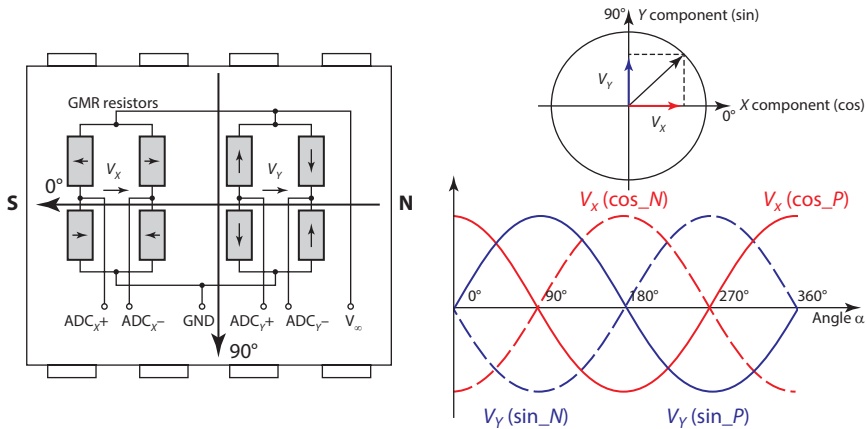 GMR resistors
V_X
V_Y
0°
S
N
ADC_X+ ADC_X− GND ADC_Y+ ADC_Y− V_∞
90°
90° Y component (sin)
V_Y
X component (cos)
0°
V_X
V_x (cos_N) V_x (cos_P)
0° 90° 180° 270° 360°
Angle α
V_Y (sin_N) V_Y (sin_P)